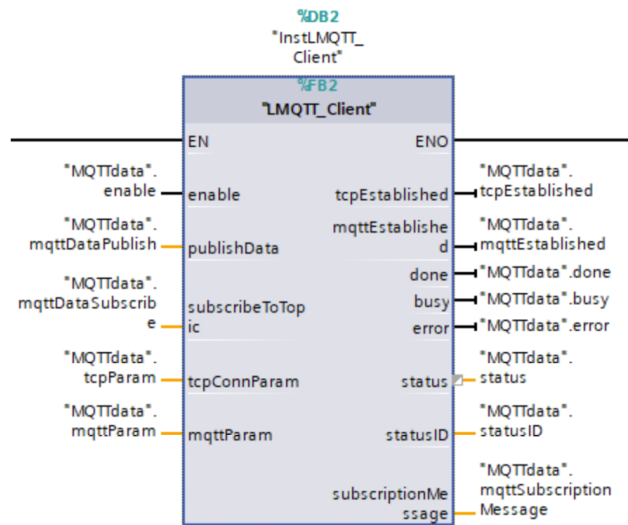 %DB2
"InstLMQTT_
Client"
%FB2
"LMQTT_Client"
EN
ENO
"MQTTdata".
enable
enable
tcpEstablished
"MQTTdata".
tcpEstablished
"MQTTdata".
mqttDataPublish
publishData
mqttEstablishe
d
"MQTTdata".
mqttEstablished
done
"MQTTdata".done
"MQTTdata".
mqttDataSubscrib
e
subscribeToTop
ic
busy
"MQTTdata".busy
error
"MQTTdata".error
"MQTTdata".
tcpParam
tcpConnParam
status
"MQTTdata".
status
"MQTTdata".
mqttParam
mqttParam
statusID
"MQTTdata".
statusID
subscriptionMe
ssage
"MQTTdata".
mqttSubscription
Message